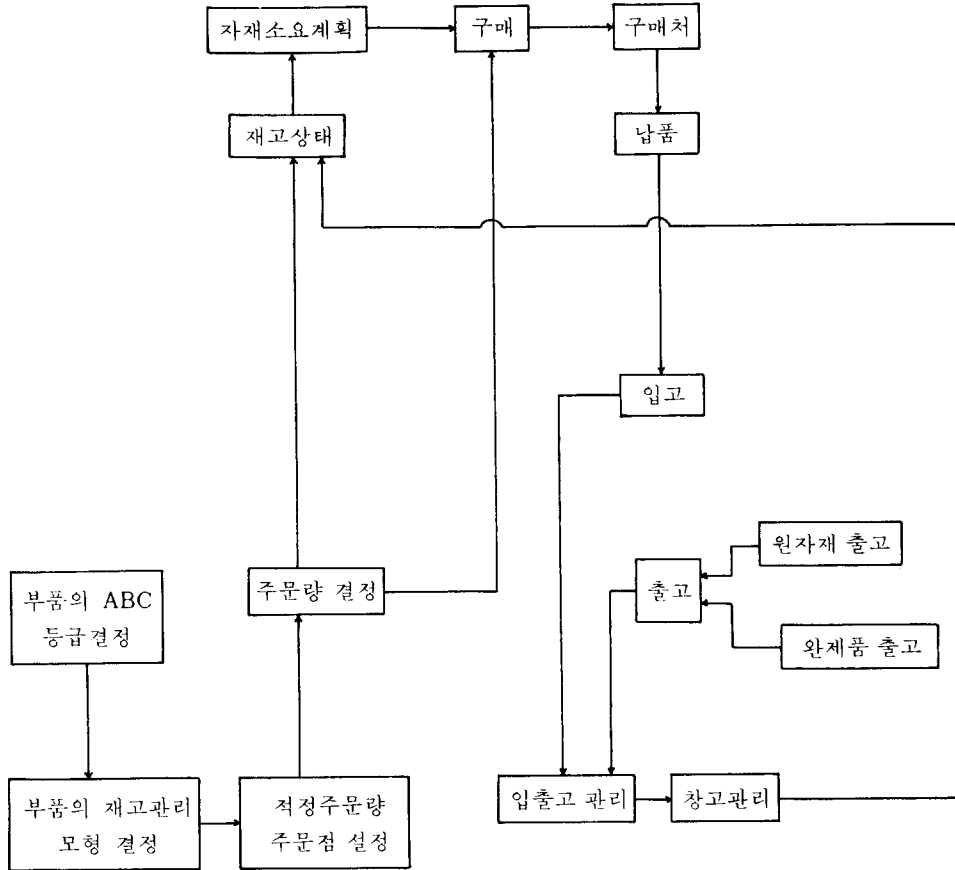 자재소요계획
구매
구매처
재고상태
납품
입고
원자재 출고
부품의 ABC
등급결정
주문량 결정
출고
완제품 출고
부품의 재고관리
모형 결정
적정주문량
주문점 설정
입출고 관리
창고관리